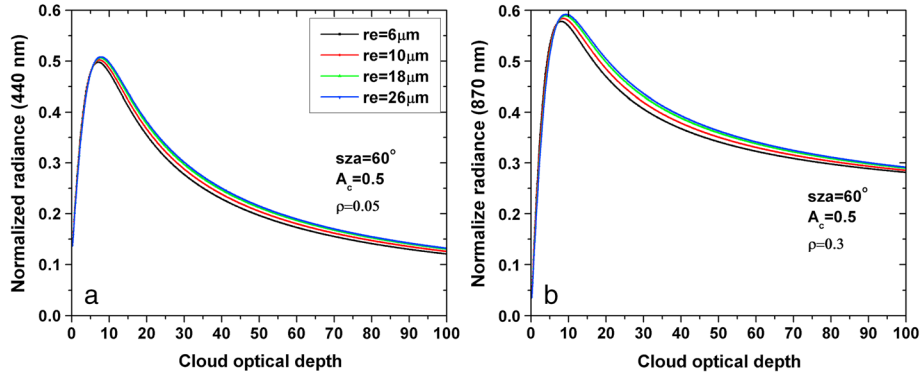 Normalized radiance (440 nm)
0.6
0.5
0.4
0.3
0.2
0.1
0.0
re=6μm
re=10μm
re=18μm
re=26μm
sza=60°
Ac=0.5
ρ=0.05
a
0 10 20 30 40 50 60 70 80 90 100
Cloud optical depth
Normalize radiance (870 nm)
0.6
0.5
0.4
0.3
0.2
0.1
0.0
sza=60°
Ac=0.5
ρ=0.3
b
0 10 20 30 40 50 60 70 80 90 100
Cloud optical depth